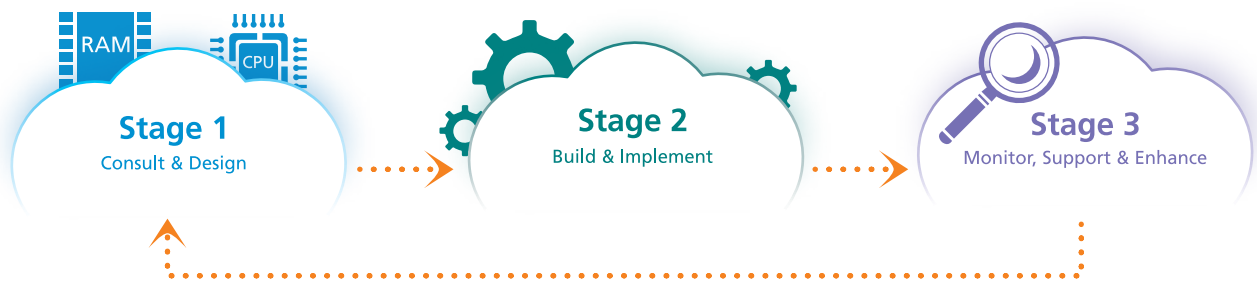 RAM
CPU
Stage 1
Consult & Design
Stage 2
Build & Implement
Stage 3
Monitor, Support & Enhance